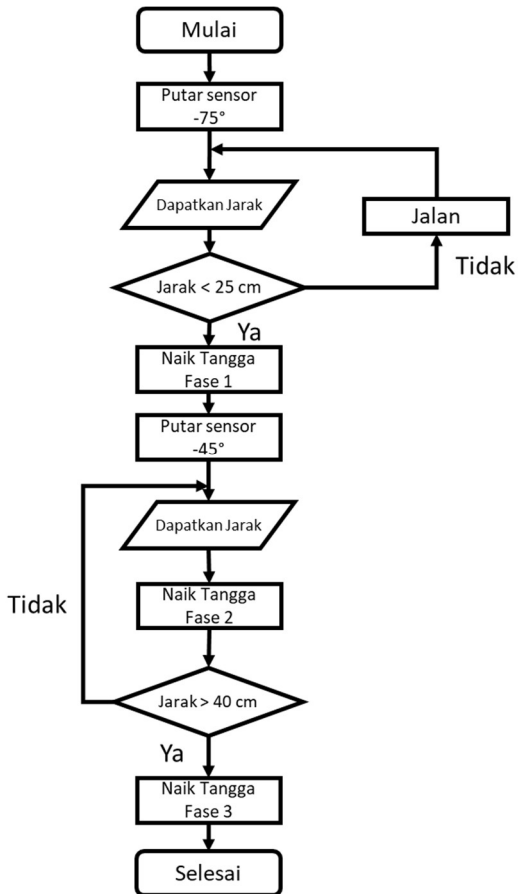 Mulai
Putar sensor
-75°
Dapatkan Jarak
Jalan
Jarak < 25 cm
Tidak
Ya
Naik Tangga
Fase 1
Putar sensor
-45°
Dapatkan Jarak
Naik Tangga
Fase 2
Tidak
Jarak > 40 cm
Ya
Naik Tangga
Fase 3
Selesai